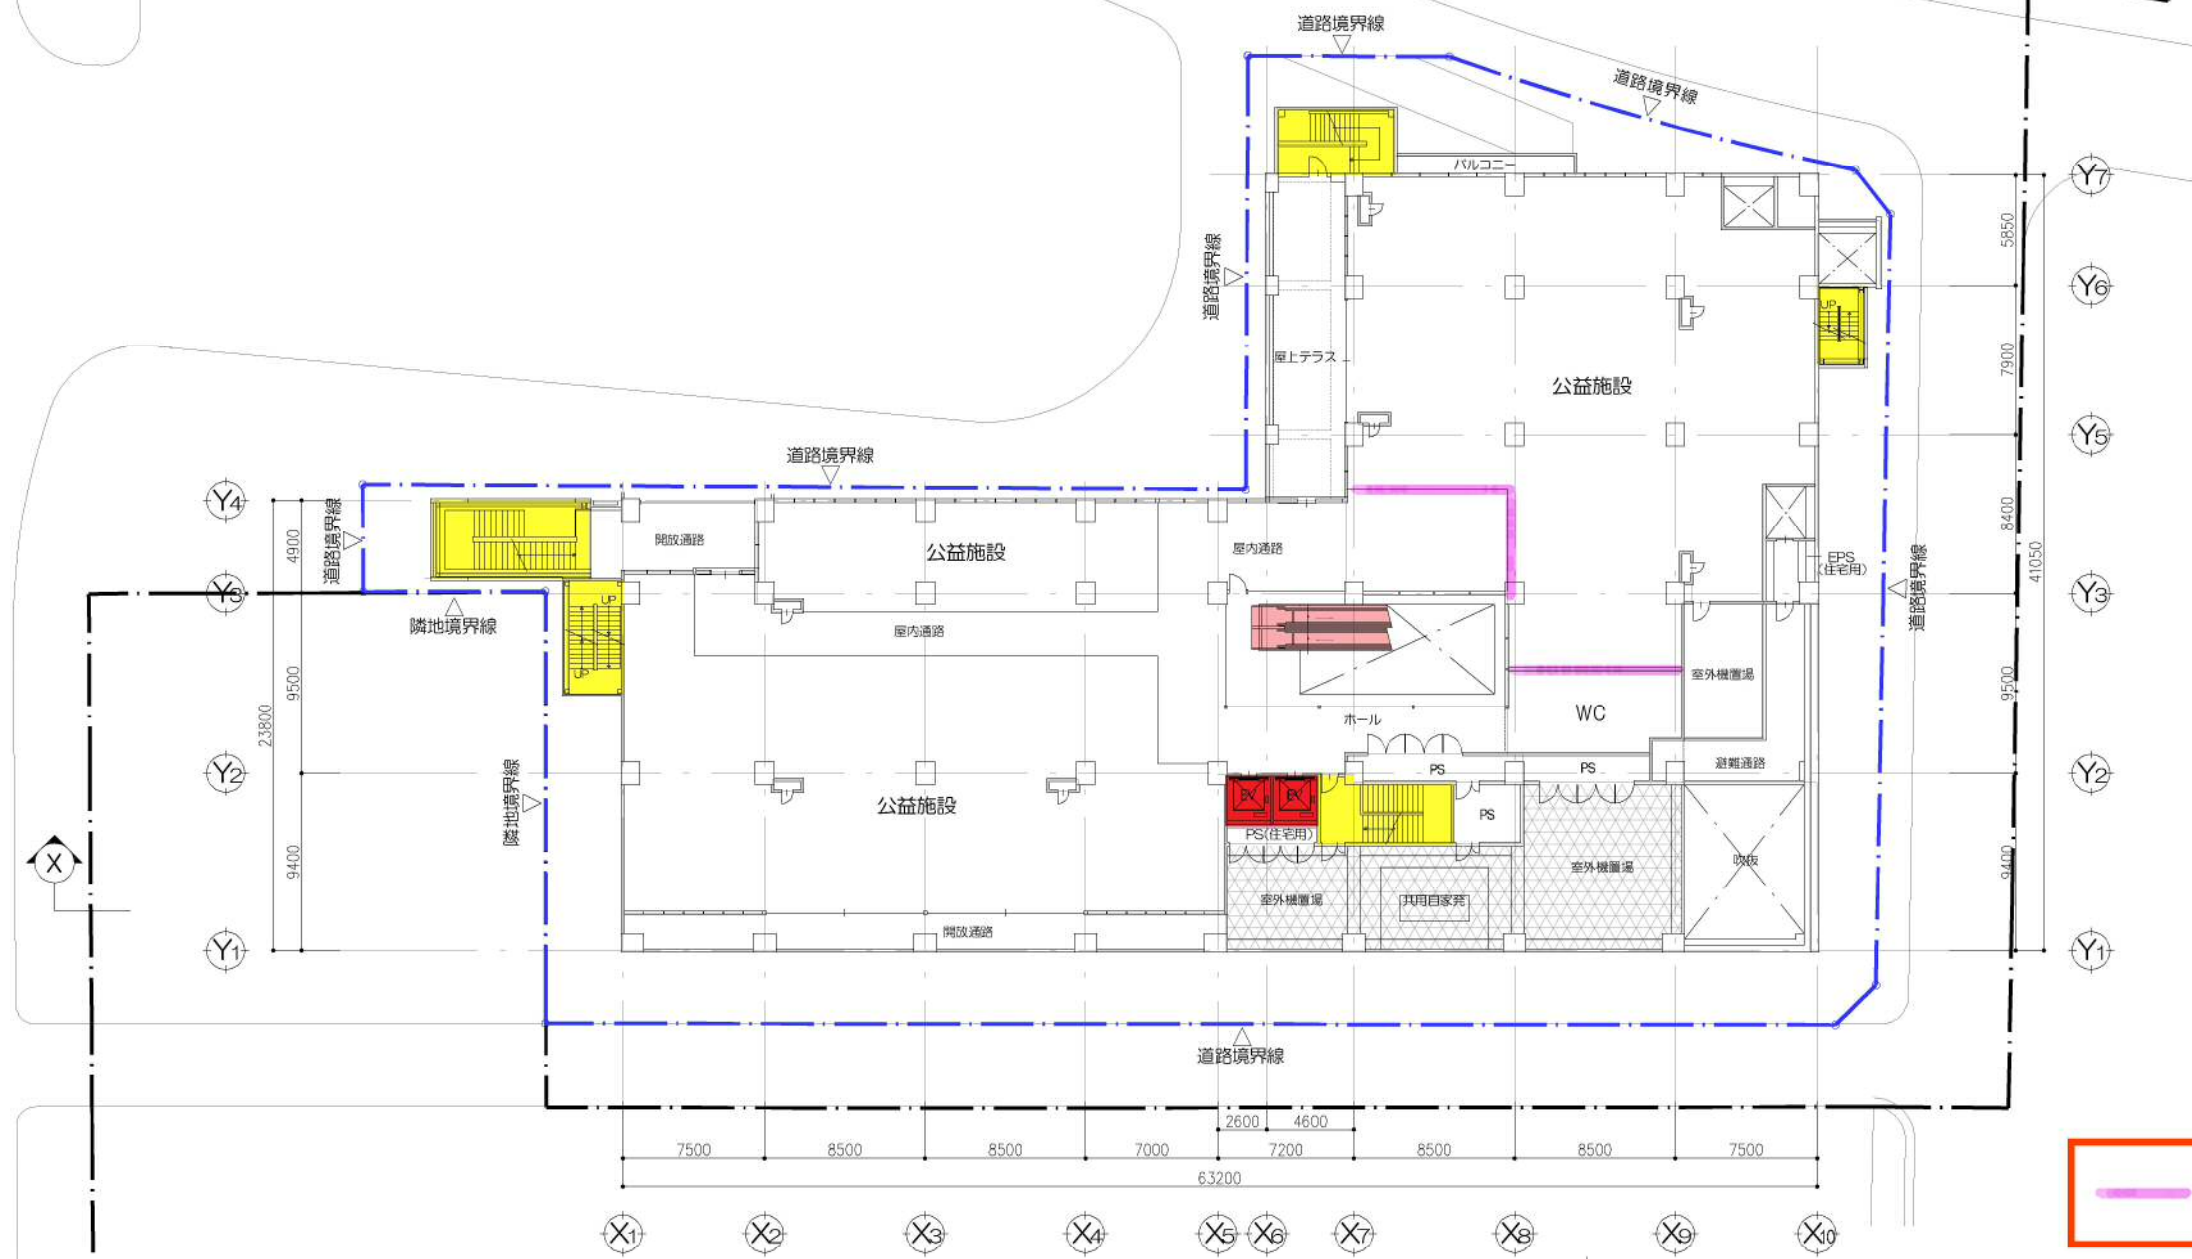 道路境界線
道路境界線
バルコニー
Y7
5850
道路境界線
Y6
UP
屋上テラス
公益施設
7900
Y5
道路境界線
Y4
道路境界線
4900
開放通路
公益施設
屋内通路
8400
41050
EPS
(住宅用)
道路境界線
Y3
Y3
UP
隣地境界線
屋内通路
UP
室外機置場
9500
9500
23800
WC
ホール
隣地境界線
Y2
PS
PS
避難通路
Y2
EV
EV
公益施設
PS
PS(住宅用)
X
9400
9400
吹抜
室外機置場
室外機置場
共用自家発
開放通路
Y1
Y1
道路境界線
2600
4600
7500
8500
8500
7000
7200
8500
8500
7500
63200
X1
X2
X3
X4
X5
X6
X7
X8
X9
X10